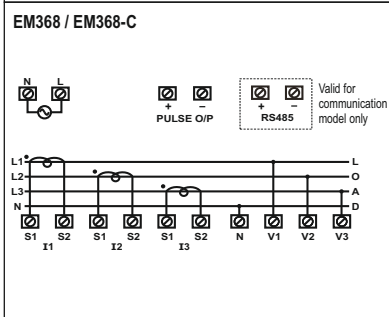 EM368 / EM368-C
N L
+ –
PULSE O/P
+ –
RS485
Valid for
communication
model only
L1 L
L2 O
L3 A
N D
S1 S2 S1 S2 S1 S2 N V1 V2 V3
I1 I2 I3